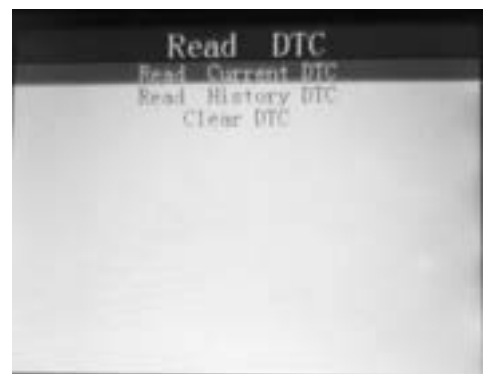 Read DTC
Read Current DTC
Read History DTC
Clear DTC